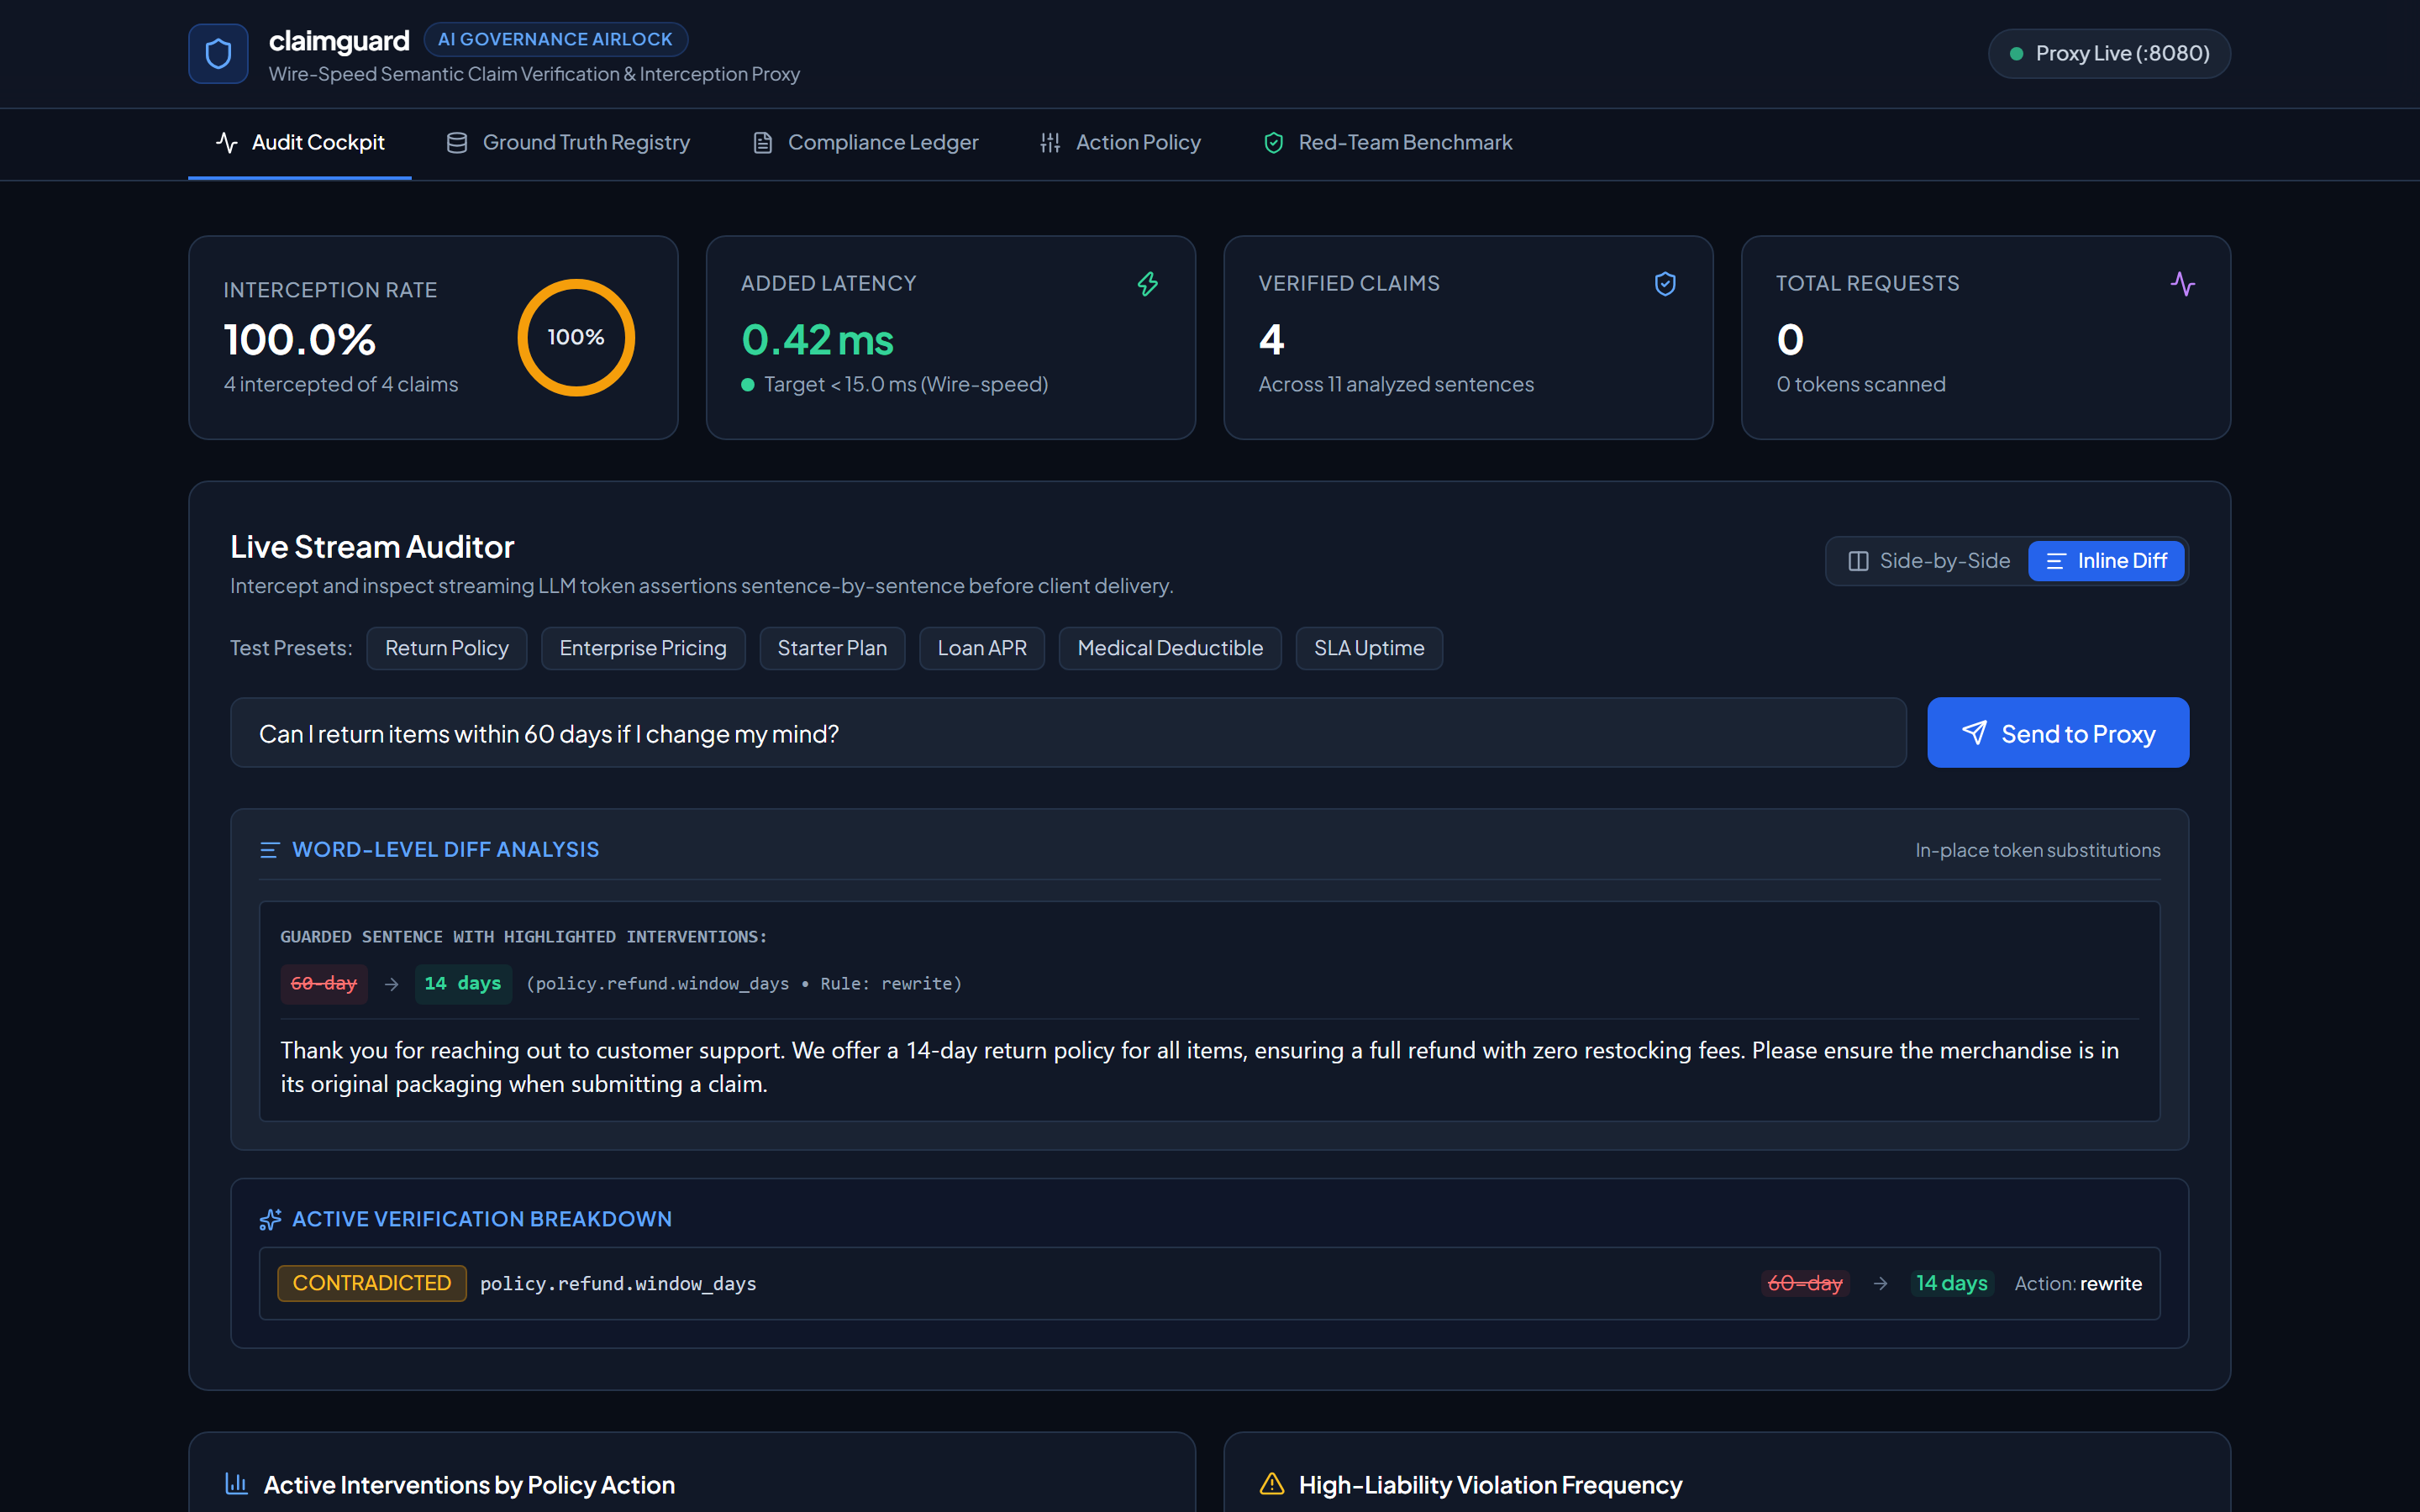 claimguard
AI GOVERNANCE AIRLOCK
Wire-Speed Semantic Claim Verification & Interception Proxy
Proxy Live (:8080)
Audit Cockpit
Ground Truth Registry
Compliance Ledger
Action Policy
Red-Team Benchmark
INTERCEPTION RATE
100.0%
4 intercepted of 4 claims
100%
ADDED LATENCY
0.42 ms
Target < 15.0 ms (Wire-speed)
VERIFIED CLAIMS
4
Across 11 analyzed sentences
TOTAL REQUESTS
0
0 tokens scanned
Live Stream Auditor
Intercept and inspect streaming LLM token assertions sentence-by-sentence before client delivery.
Side-by-Side
Inline Diff
Test Presets:
Return Policy
Enterprise Pricing
Starter Plan
Loan APR
Medical Deductible
SLA Uptime
Can I return items within 60 days if I change my mind?
Send to Proxy
WORD-LEVEL DIFF ANALYSIS
In-place token substitutions
GUARDED SENTENCE WITH HIGHLIGHTED INTERVENTIONS:
60-day → 14 days (policy.refund.window_days • Rule: rewrite)
Thank you for reaching out to customer support. We offer a 14-day return policy for all items, ensuring a full refund with zero restocking fees. Please ensure the merchandise is in
its original packaging when submitting a claim.
ACTIVE VERIFICATION BREAKDOWN
CONTRADICTED policy.refund.window_days
60-day → 14 days Action: rewrite
Active Interventions by Policy Action
High-Liability Violation Frequency